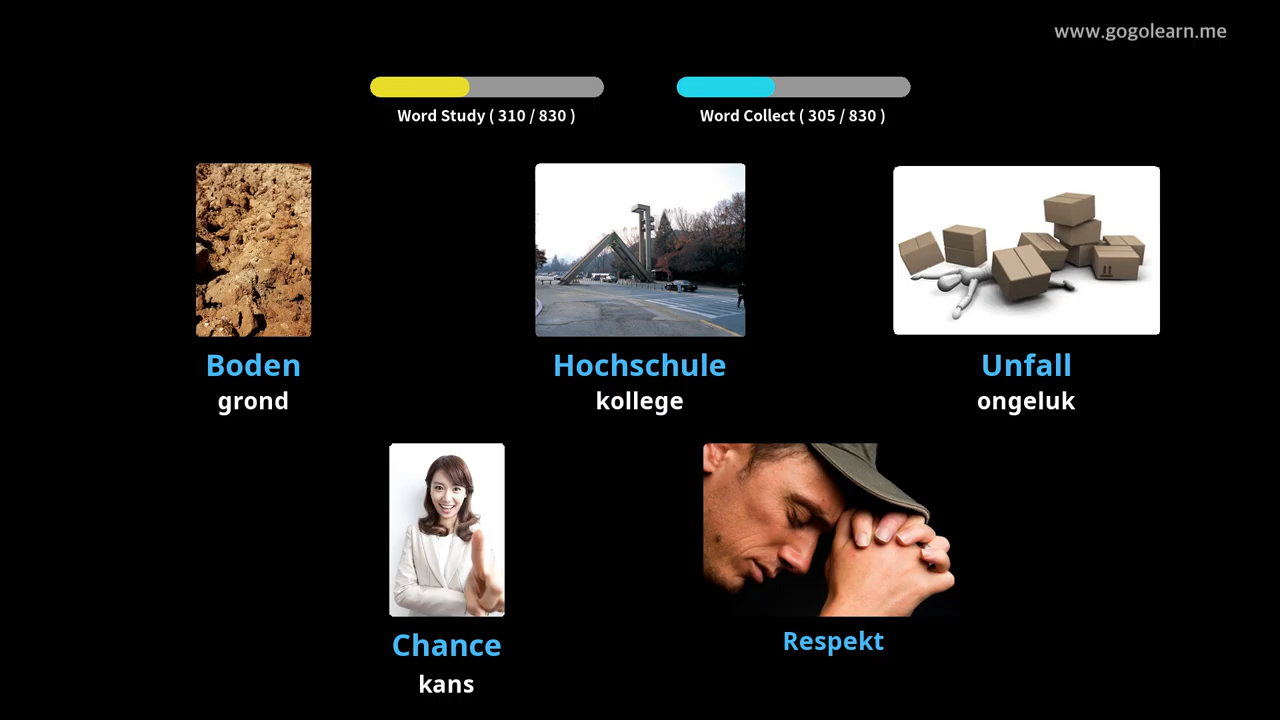 www.gogolearn.me
Word Study ( 310 / 830 )
Word Collect ( 305 / 830 )
Boden
grond
Hochschule
kollege
Unfall
ongeluk
Chance
kans
Respekt